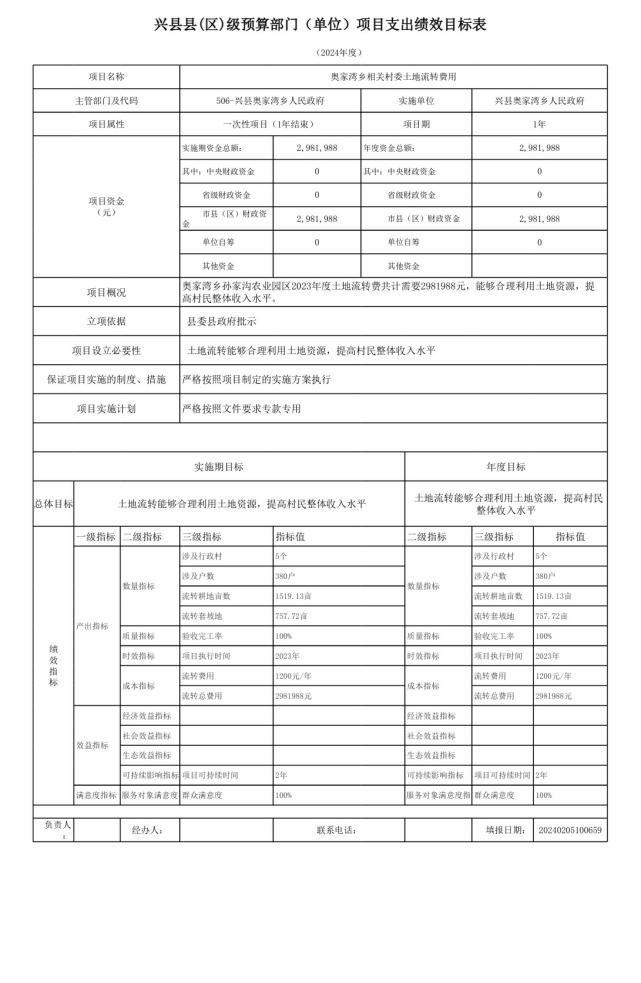 兴县县(区)级预算部门（单位）项目支出绩效目标表
（2024年度）
项目名称 奥家湾乡相关村委土地流转费用
主管部门及代码 506-兴县奥家湾乡人民政府 实施单位 兴县奥家湾乡人民政府
项目属性 一次性项目（1年结束） 项目期 1年
项目资金
（元）
实施期资金总额： 2,981,988 年度资金总额： 2,981,988
其中：中央财政资金 0 其中：中央财政资金 0
省级财政资金 0 省级财政资金 0
市县（区）财政资
金 2,981,988 市县（区）财政资金 2,981,988
单位自筹 0 单位自筹 0
其他资金 其他资金
项目概况 奥家湾乡孙家沟农业园区2023年度土地流转费共计需要2981988元，能够合理利用土地资源，提
高村民整体收入水平。
立项依据 县委县政府批示
项目设立必要性 土地流转能够合理利用土地资源，提高村民整体收入水平
保证项目实施的制度、措施 严格按照项目制定的实施方案执行
项目实施计划 严格按照文件要求专款专用
实施期目标 年度目标
总体目标 土地流转能够合理利用土地资源，提高村民整体收入水平 土地流转能够合理利用土地资源，提高村民
整体收入水平
绩效指标
一级指标 二级指标 三级指标 指标值 二级指标 三级指标 指标值
产出指标 数量指标 涉及行政村 5个 数量指标 涉及行政村 5个
涉及户数 380户 涉及户数 380户
流转耕地亩数 1519.13亩 流转耕地亩数 1519.13亩
流转套坡地 757.72亩 流转套坡地 757.72亩
质量指标 验收完工率 100% 质量指标 验收完工率 100%
时效指标 项目执行时间 2023年 时效指标 项目执行时间 2023年
成本指标 流转费用 1200元/年 成本指标 流转费用 1200元/年
流转总费用 2981988元 流转总费用 2981988元
效益指标 经济效益指标 经济效益指标
社会效益指标 社会效益指标
生态效益指标 生态效益指标
可持续影响指标 项目可持续时间 2年 可持续影响指标 项目可持续时间 2年
满意度指标 服务对象满意度 群众满意度 100% 服务对象满意度指 群众满意度 100%
负责人
： 经办人： 联系电话： 填报日期： 20240205100659